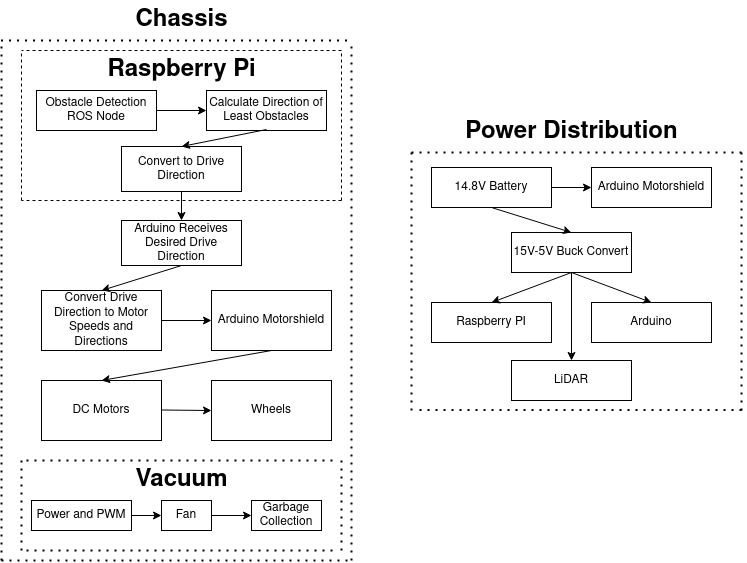 Chassis
Raspberry Pi
Obstacle Detection
ROS Node
Calculate Direction of
Least Obstacles
Convert to Drive
Direction
Arduino Receives
Desired Drive
Direction
Convert Drive
Direction to Motor
Speeds and
Directions
Arduino Motorshield
DC Motors
Wheels
Vacuum
Power and PWM
Fan
Garbage
Collection
Power Distribution
14.8V Battery
Arduino Motorshield
15V-5V Buck Convert
Raspberry PI
Arduino
LiDAR